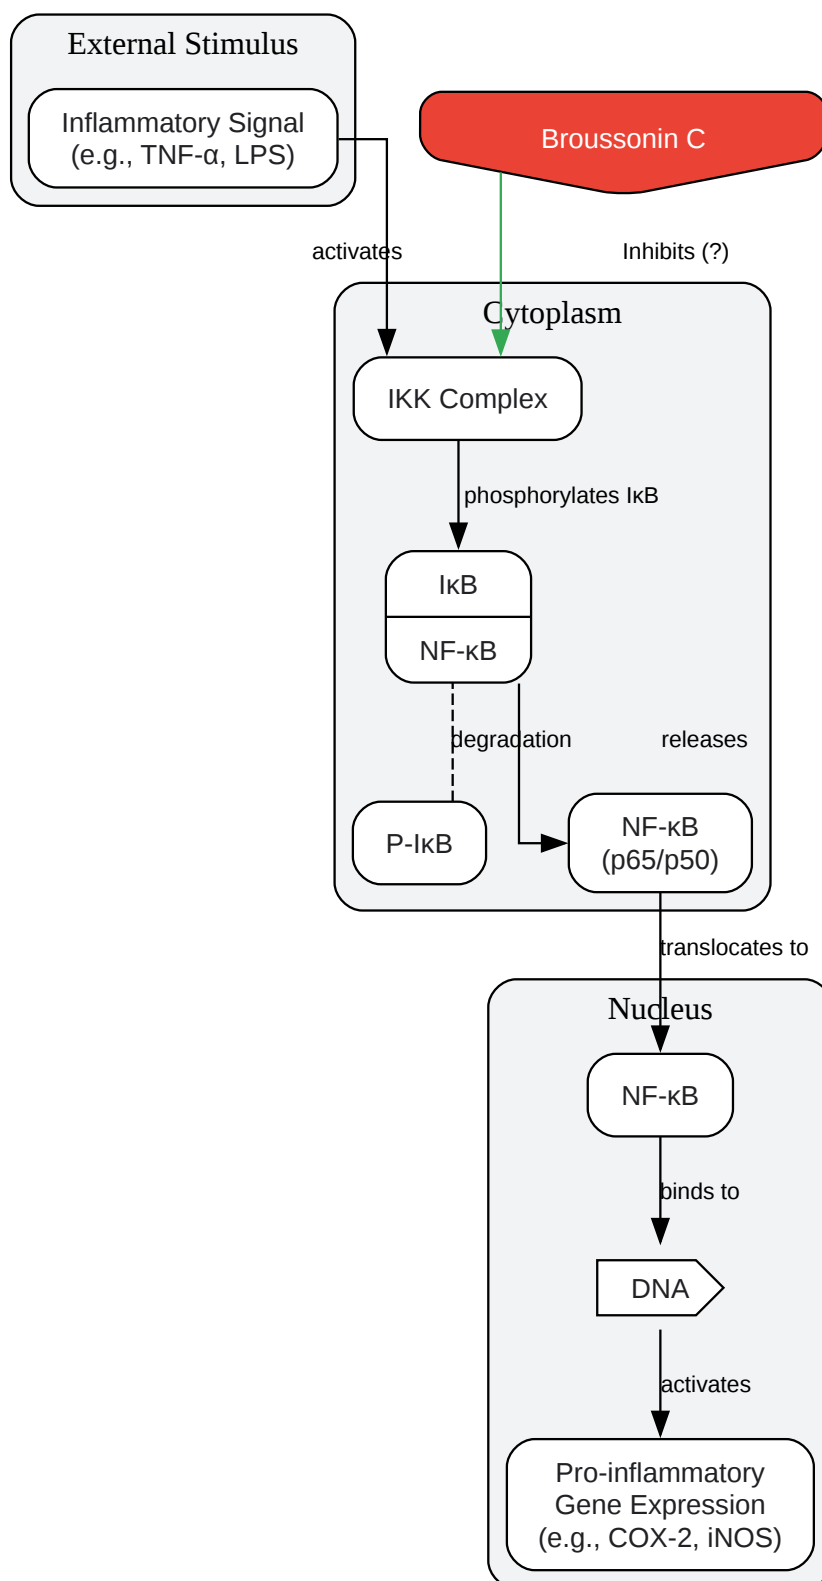 External Stimulus
Inflammatory Signal
(e.g., TNF-α, LPS)
Broussonin C
activates
Inhibits (?)
Cytoplasm
IKK Complex
phosphorylates IκB
IκB
NF-κB
degradation
releases
P-IκB
NF-κB
(p65/p50)
translocates to
Nucleus
NF-κB
binds to
DNA
activates
Pro-inflammatory
Gene Expression
(e.g., COX-2, iNOS)